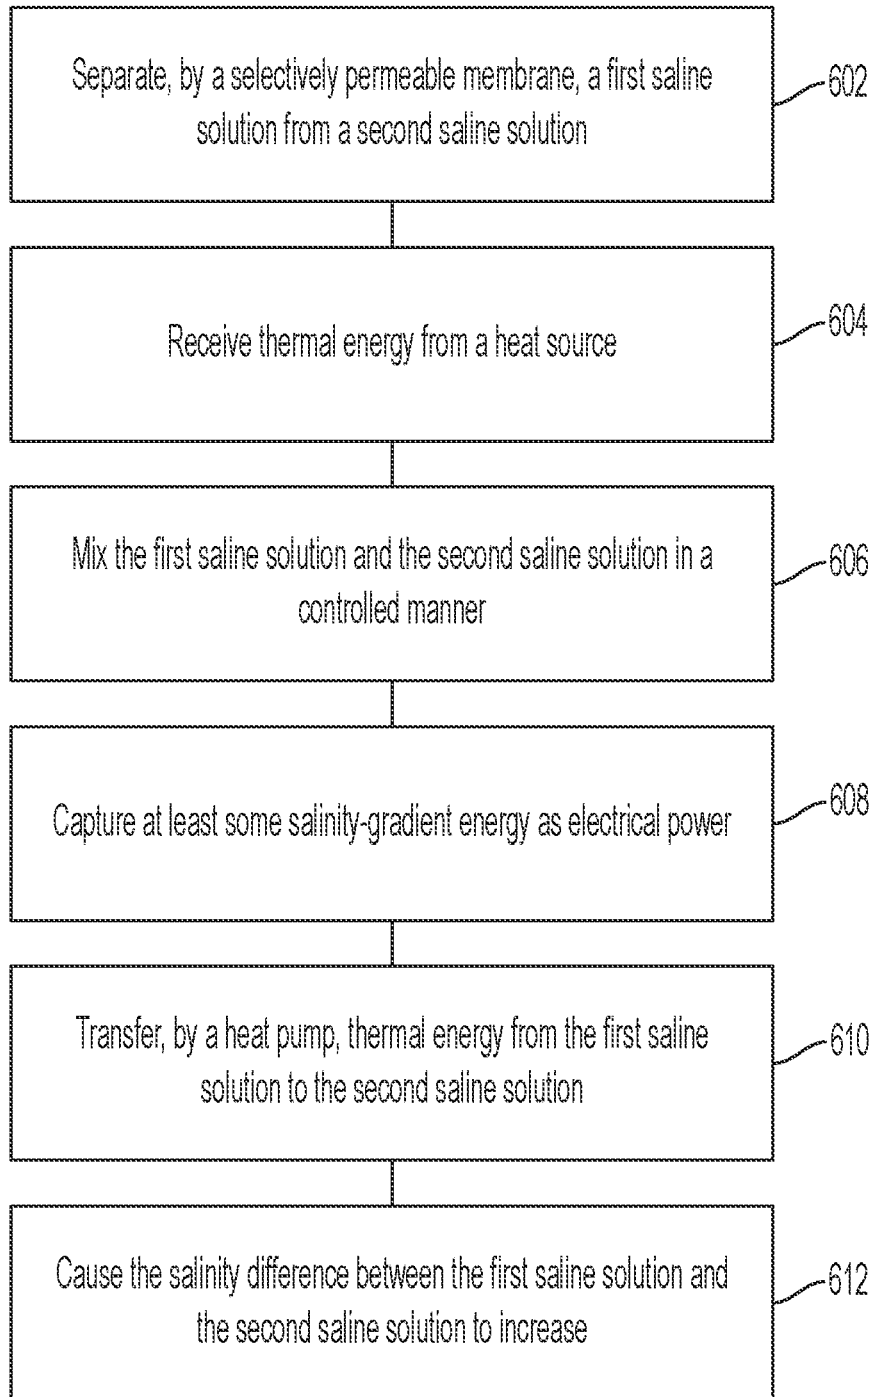 Separate, by a selectively permeable membrane, a first saline
solution from a second saline solution
602
Receive thermal energy from a heat source
604
Mix the first saline solution and the second saline solution in a
controlled manner
606
Capture at least some salinity-gradient energy as electrical power
608
Transfer, by a heat pump, thermal energy from the first saline
solution to the second saline solution
610
Cause the salinity difference between the first saline solution and
the second saline solution to increase
612